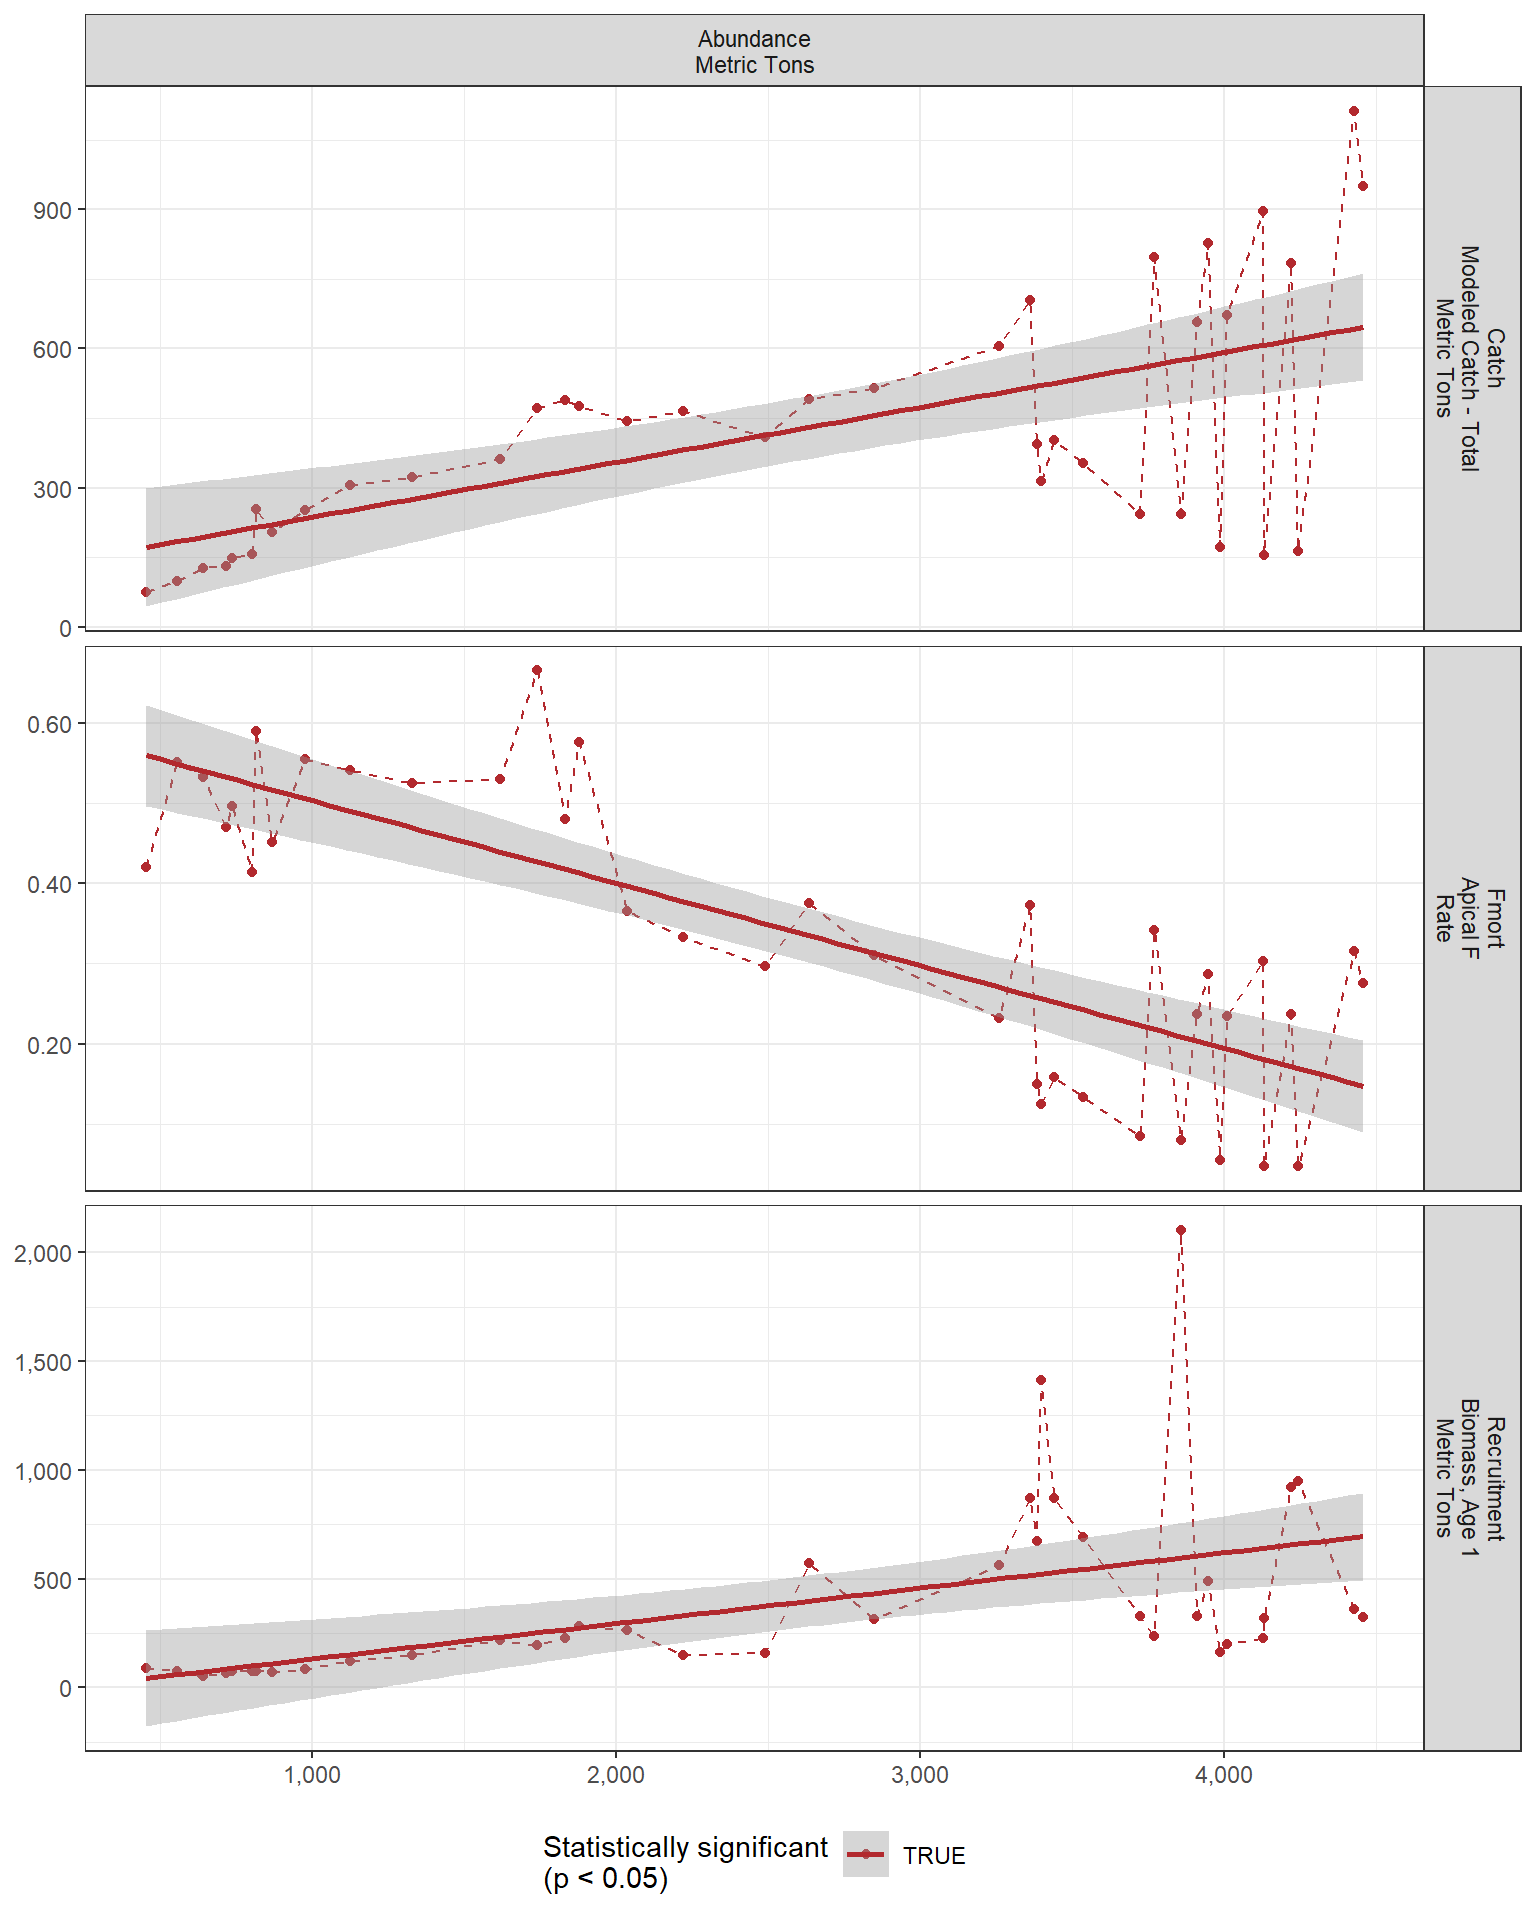 Abundance
Metric Tons
900
600
300
0
Catch
Modeled Catch - Total
Metric Tons
0.60
0.40
0.20
Fmort
Apical F
Rate
2,000
1,500
1,000
500
0
Recruitment
Biomass, Age 1
Metric Tons
1,000
2,000
3,000
4,000
Statistically significant
(p < 0.05)
TRUE